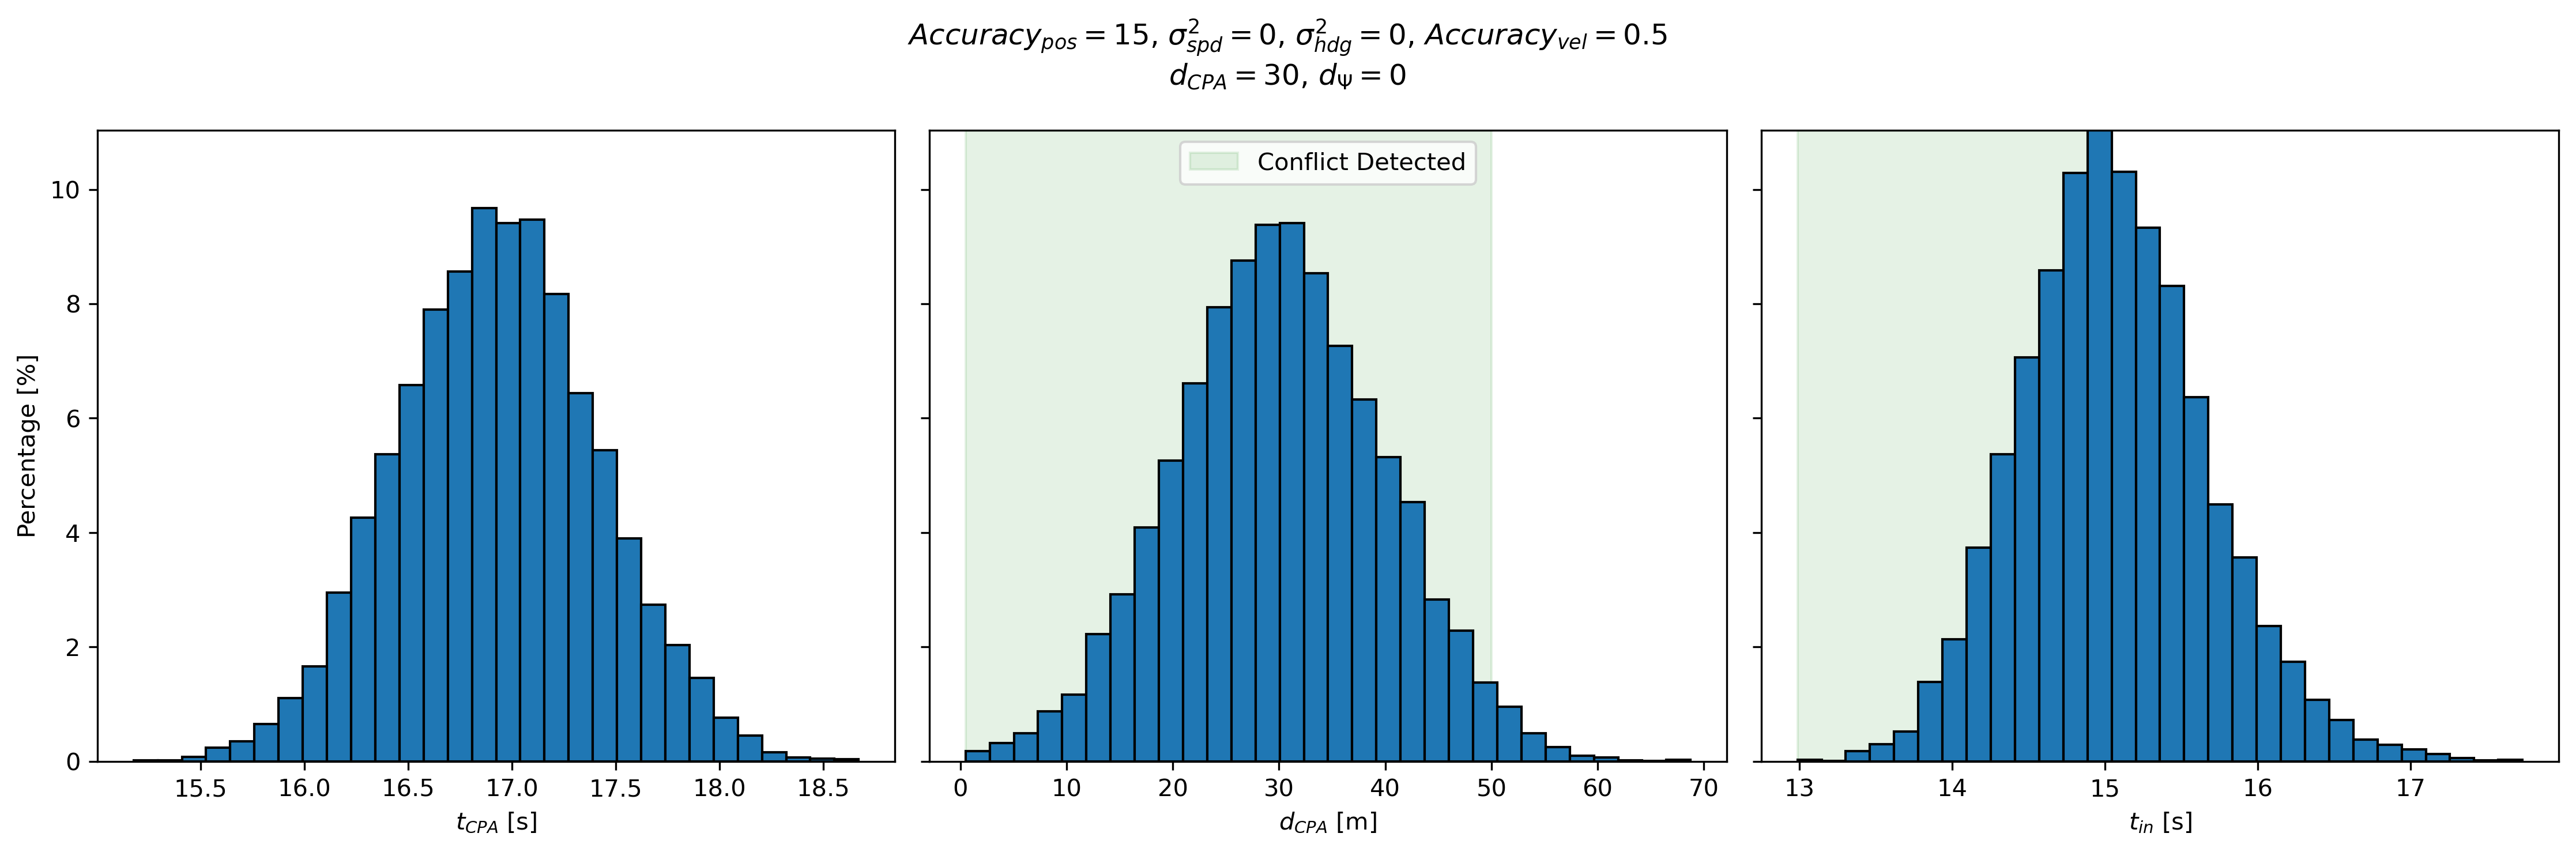 Accuracy_pos = 15, σ²_spd = 0, σ²_hdg = 0, Accuracy_vel = 0.5
d_CPA = 30, d_ψ = 0
Percentage [%]
10
8
6
4
2
0
15.5 16.0 16.5 17.0 17.5 18.0 18.5
t_CPA [s]
Conflict Detected
0 10 20 30 40 50 60 70
d_CPA [m]
13 14 15 16 17
t_in [s]